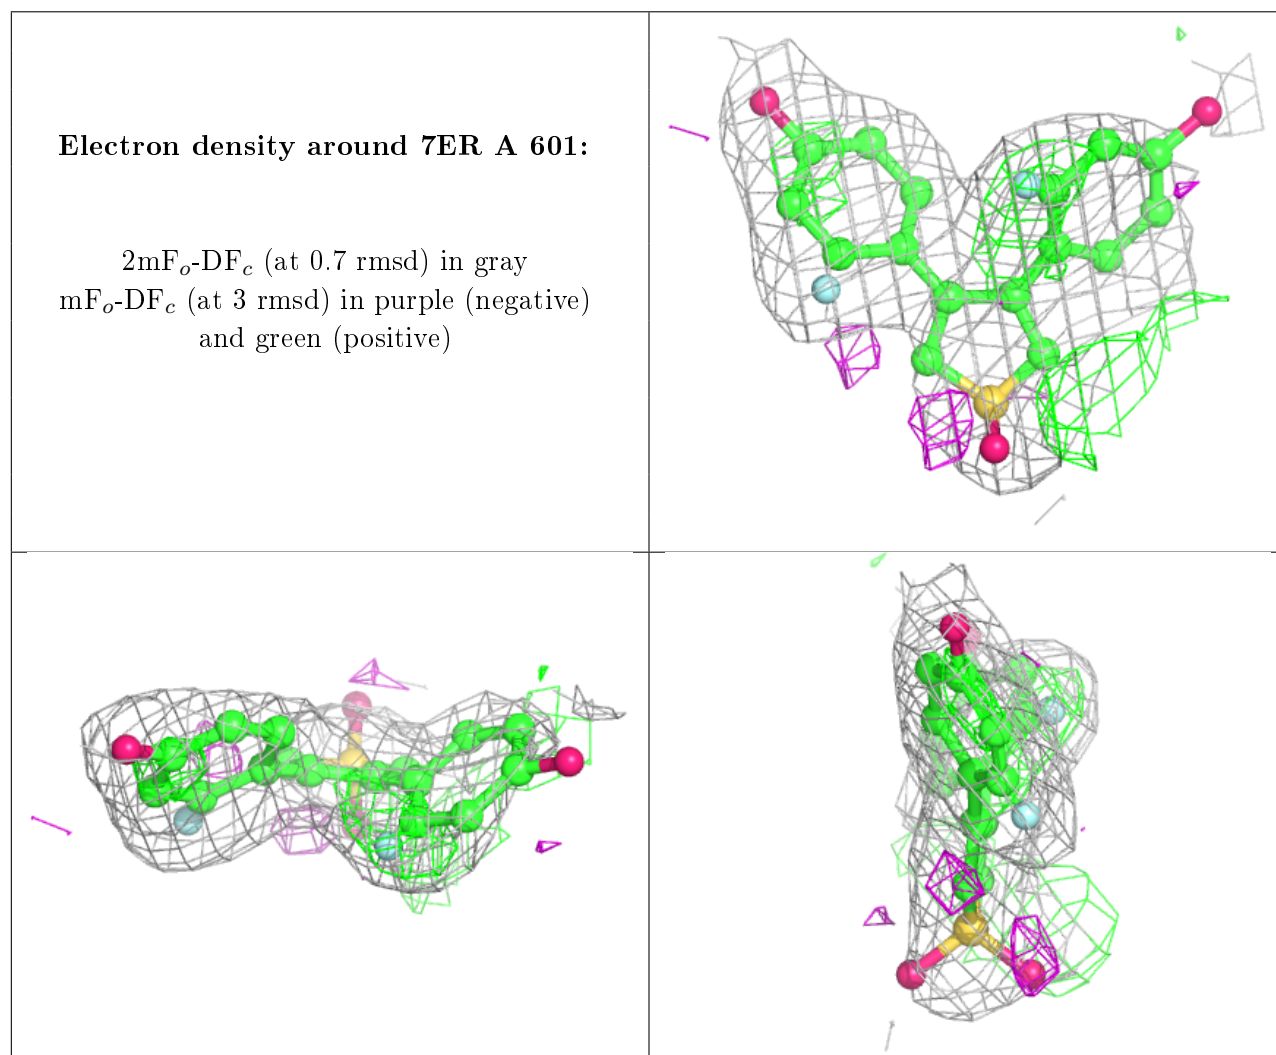 Electron density around 7ER A 601:
2mFₒ-DF𝒸 (at 0.7 rmsd) in gray
mFₒ-DF𝒸 (at 3 rmsd) in purple (negative)
and green (positive)